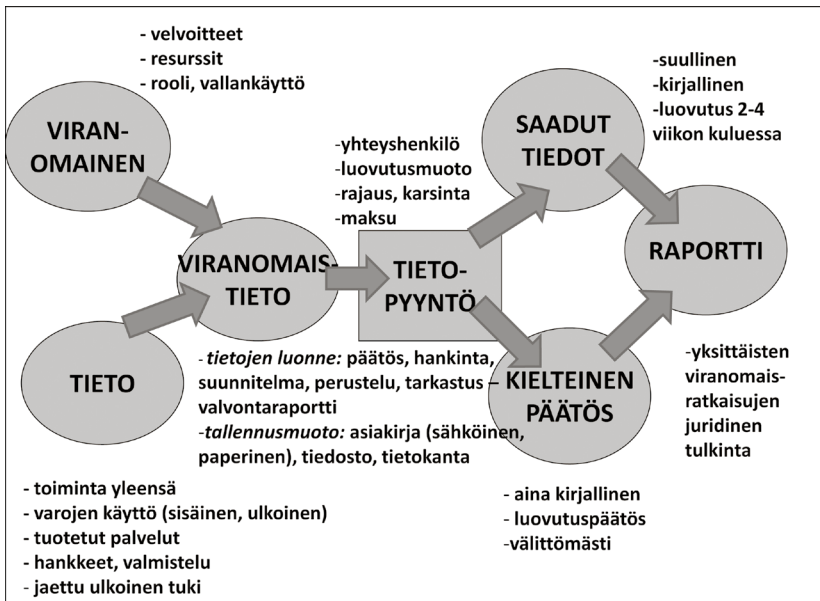 - velvoitteet
- resurssit
- rooli, vallankäyttö
VIRAN-
OMAINEN
-yhteyshenkilö
-luovutusmuoto
-rajaus, karsinta
-maksu
SAADUT
TIEDOT
-suullinen
-kirjallinen
-luovutus 2-4
viikon kuluessa
VIRANOMAIS-
TIETO
TIETO-
PYYNTÖ
RAPORTTI
TIETO
- tietojen luonne: päätös, hankinta,
suunnitelma, perustelu, tarkastus –
valvontaraportti
-tallennusmuoto: asiakirja (sähköinen,
paperinen), tiedosto, tietokanta
KIELTEINEN
PÄÄTÖS
-yksittäisten
viranomais-
ratkaisujen
juridinen
tulkinta
- toiminta yleensä
- varojen käyttö (sisäinen, ulkoinen)
- tuotetut palvelut
- hankkeet, valmistelu
- jaettu ulkoinen tuki
- aina kirjallinen
- luovutuspäätös
-välittömästi